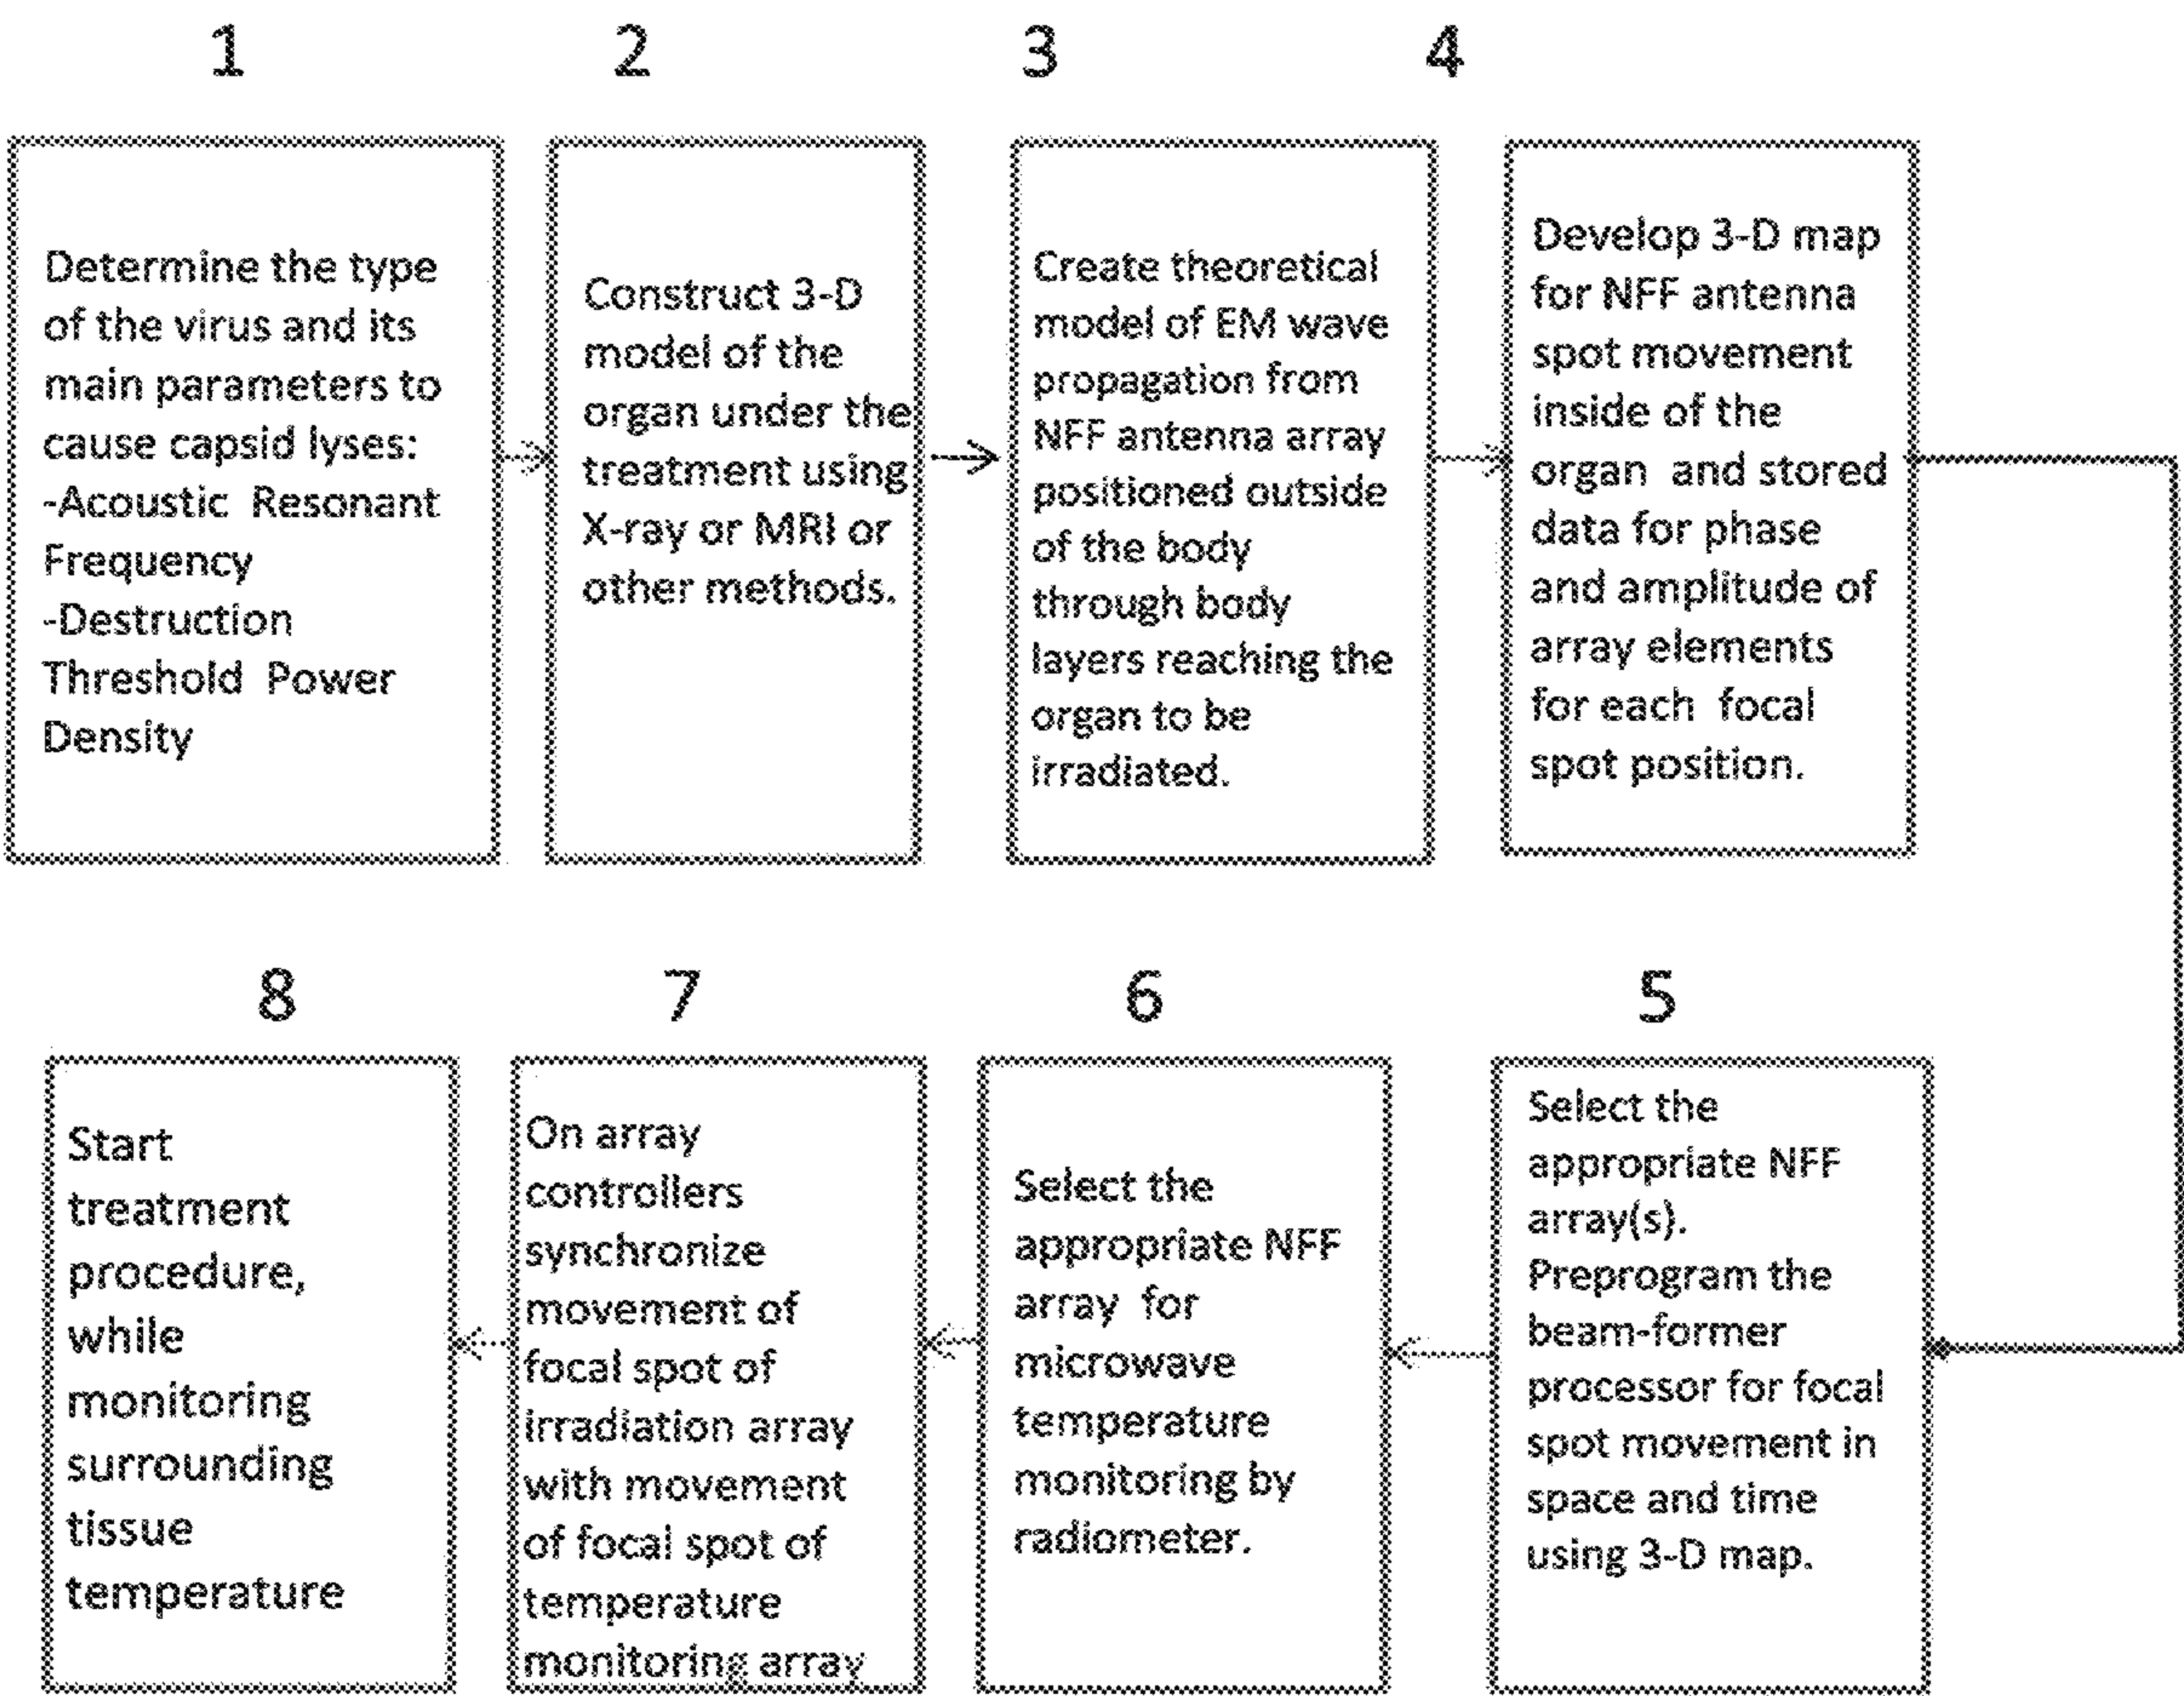 1
2
3
4
Determine the type
of the virus and its
main parameters to
cause capsid lyses:
-Acoustic Resonant
Frequency
-Destruction
Threshold Power
Density
Construct 3-D
model of the
organ under the
treatment using
X-ray or MRI or
other methods.
Create theoretical
model of EM wave
propagation from
NFF antenna array
positioned outside
of the body
through body
layers reaching the
organ to be
irradiated.
Develop 3-D map
for NFF antenna
spot movement
inside of the
organ and stored
data for phase
and amplitude of
array elements
for each focal
spot position.
8
7
6
5
Start
treatment
procedure,
while
monitoring
surrounding
tissue
temperature
On array
controllers
synchronize
movement of
focal spot of
irradiation array
with movement
of focal spot of
temperature
monitoring array
Select the
appropriate NFF
array for
microwave
temperature
monitoring by
radiometer.
Select the
appropriate NFF
array(s).
Preprogram the
beam-former
processor for focal
spot movement in
space and time
using 3-D map.